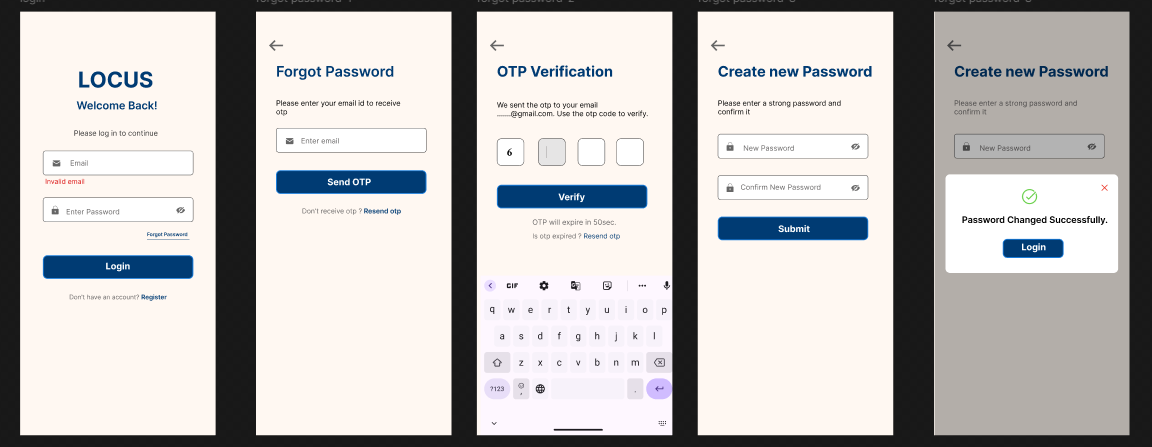 login
LOCUS
Welcome Back!
Please log in to continue
Email
Invalid email
Enter Password
Forgot Password
Login
Don't have an account? Register
forgot password-1
Forgot Password
Please enter your email id to receive
otp
Enter email
Send OTP
Don't receive otp ? Resend otp
forgot password-2
OTP Verification
We sent the otp to your email
.......@gmail.com. Use the otp code to verify.
6
Verify
OTP will expire in 50sec.
Is otp expired ? Resend otp
GIF
q w e r t y u i o p
a s d f g h j k l
z x c v b n m
?123 , .
forgot password-3
Create new Password
Please enter a strong password and
confirm it
New Password
Confirm New Password
Submit
Create new Password
Please enter a strong password and
confirm it
New Password
Password Changed Successfully.
Login